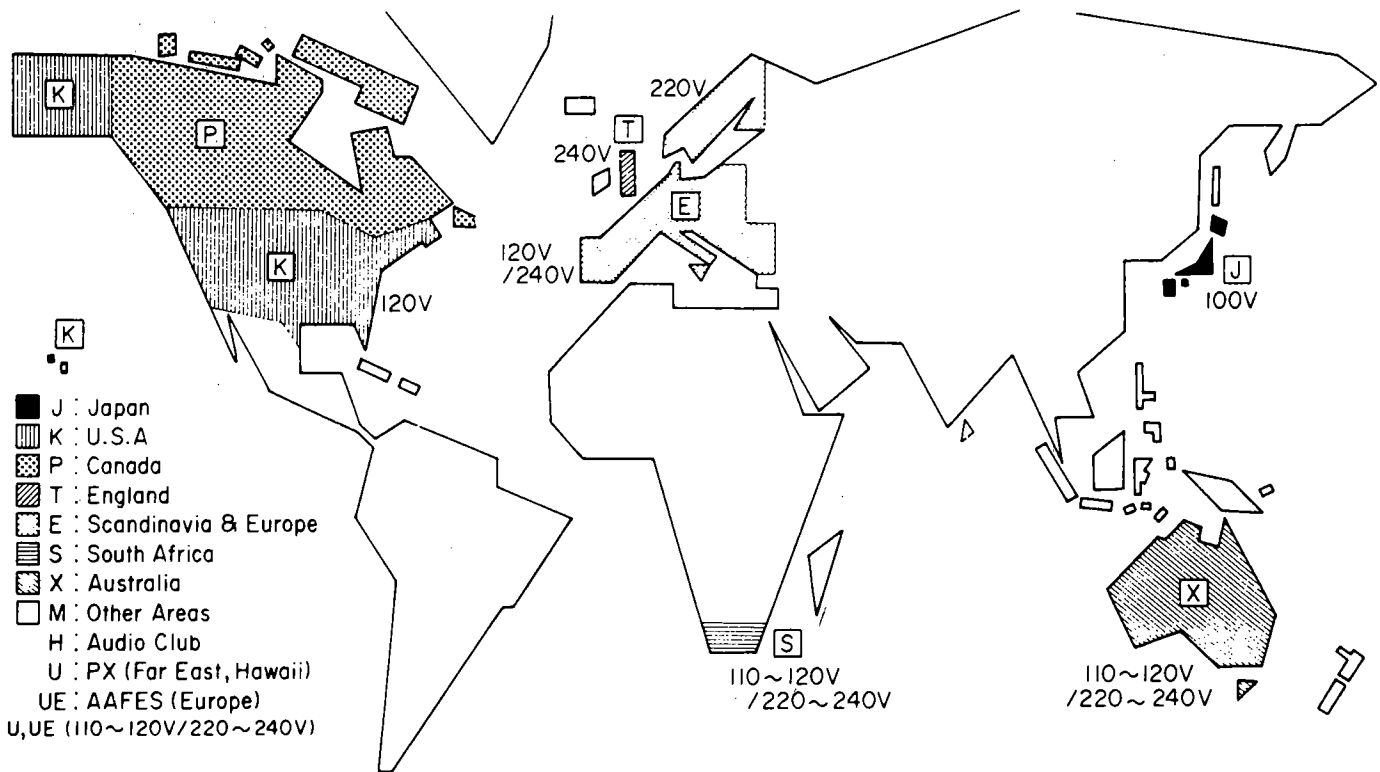 K
P
220V
T
240V
E
K
120V
/240V
J
100V
120V
K
J : Japan
K : U.S.A
P : Canada
T : England
E : Scandinavia & Europe
S : South Africa
X : Australia
M : Other Areas
H : Audio Club
U : PX (Far East, Hawaii)
UE : AAFES (Europe)
U,UE (110~120V/220~240V)
X
S
110~120V
/220~240V
110~120V
/220~240V